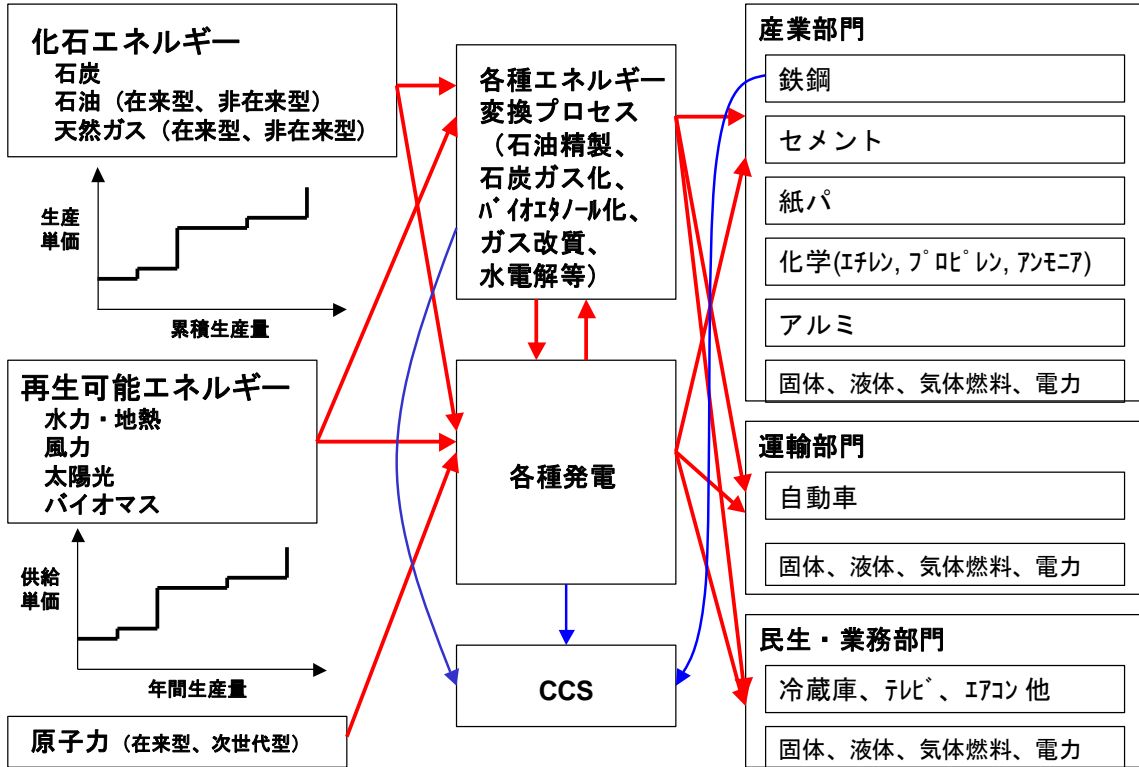 化石エネルギー
石炭
石油（在来型、非在来型）
天然ガス（在来型、非在来型）
生産
単価
累積生産量
再生可能エネルギー
水力・地熱
風力
太陽光
バイオマス
供給
単価
年間生産量
原子力（在来型、次世代型）
各種エネルギー
変換プロセス
（石油精製、
石炭ガス化、
ﾊﾞｲｵｴﾀﾉｰﾙ化、
ガス改質、
水電解等）
各種発電
CCS
産業部門
鉄鋼
セメント
紙パ
化学(ｴﾁﾚﾝ, ﾌﾟﾛﾋﾟﾚﾝ, ｱﾝﾓﾆｱ)
アルミ
固体、液体、気体燃料、電力
運輸部門
自動車
固体、液体、気体燃料、電力
民生・業務部門
冷蔵庫、ﾃﾚﾋﾞ、ｴｱｺﾝ 他
固体、液体、気体燃料、電力